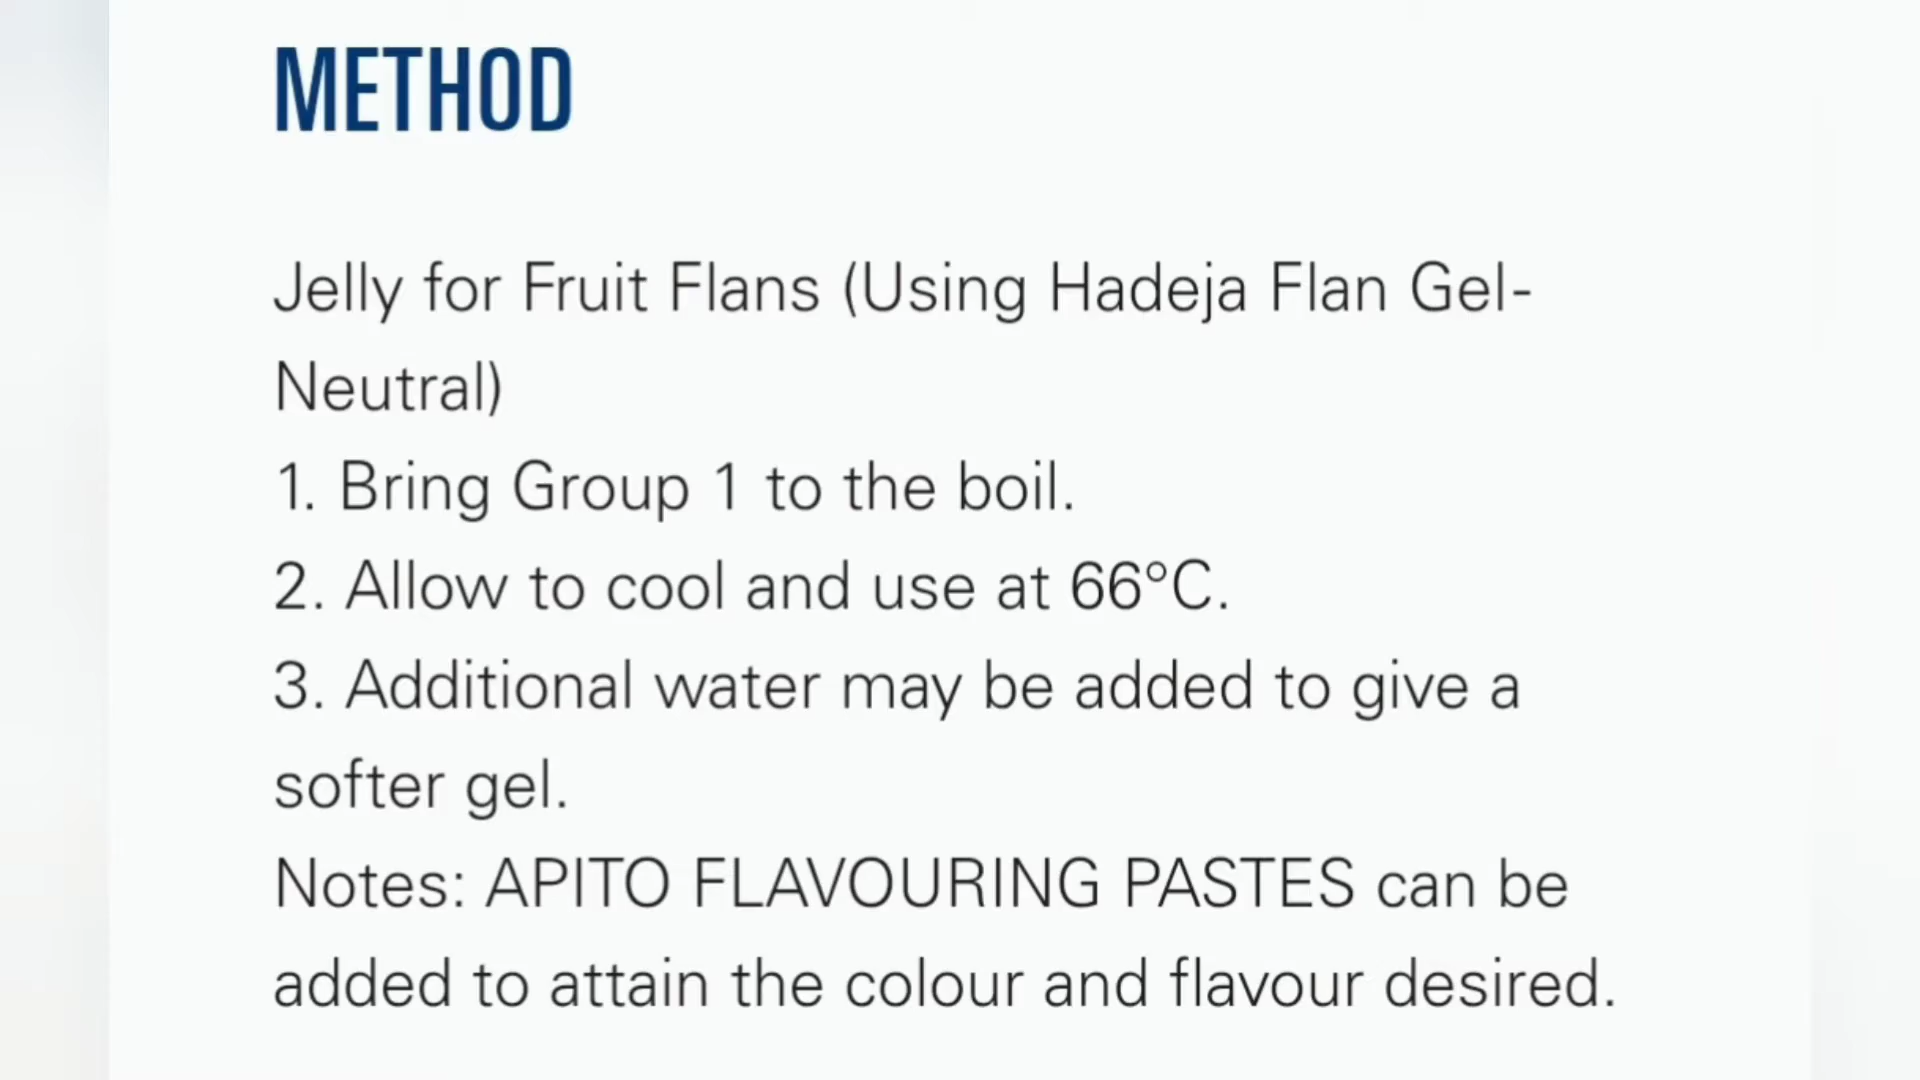 METHOD
Jelly for Fruit Flans (Using Hadeja Flan Gel-
Neutral)
1. Bring Group 1 to the boil.
2. Allow to cool and use at 66°C.
3. Additional water may be added to give a
softer gel.
Notes: APITO FLAVOURING PASTES can be
added to attain the colour and flavour desired.